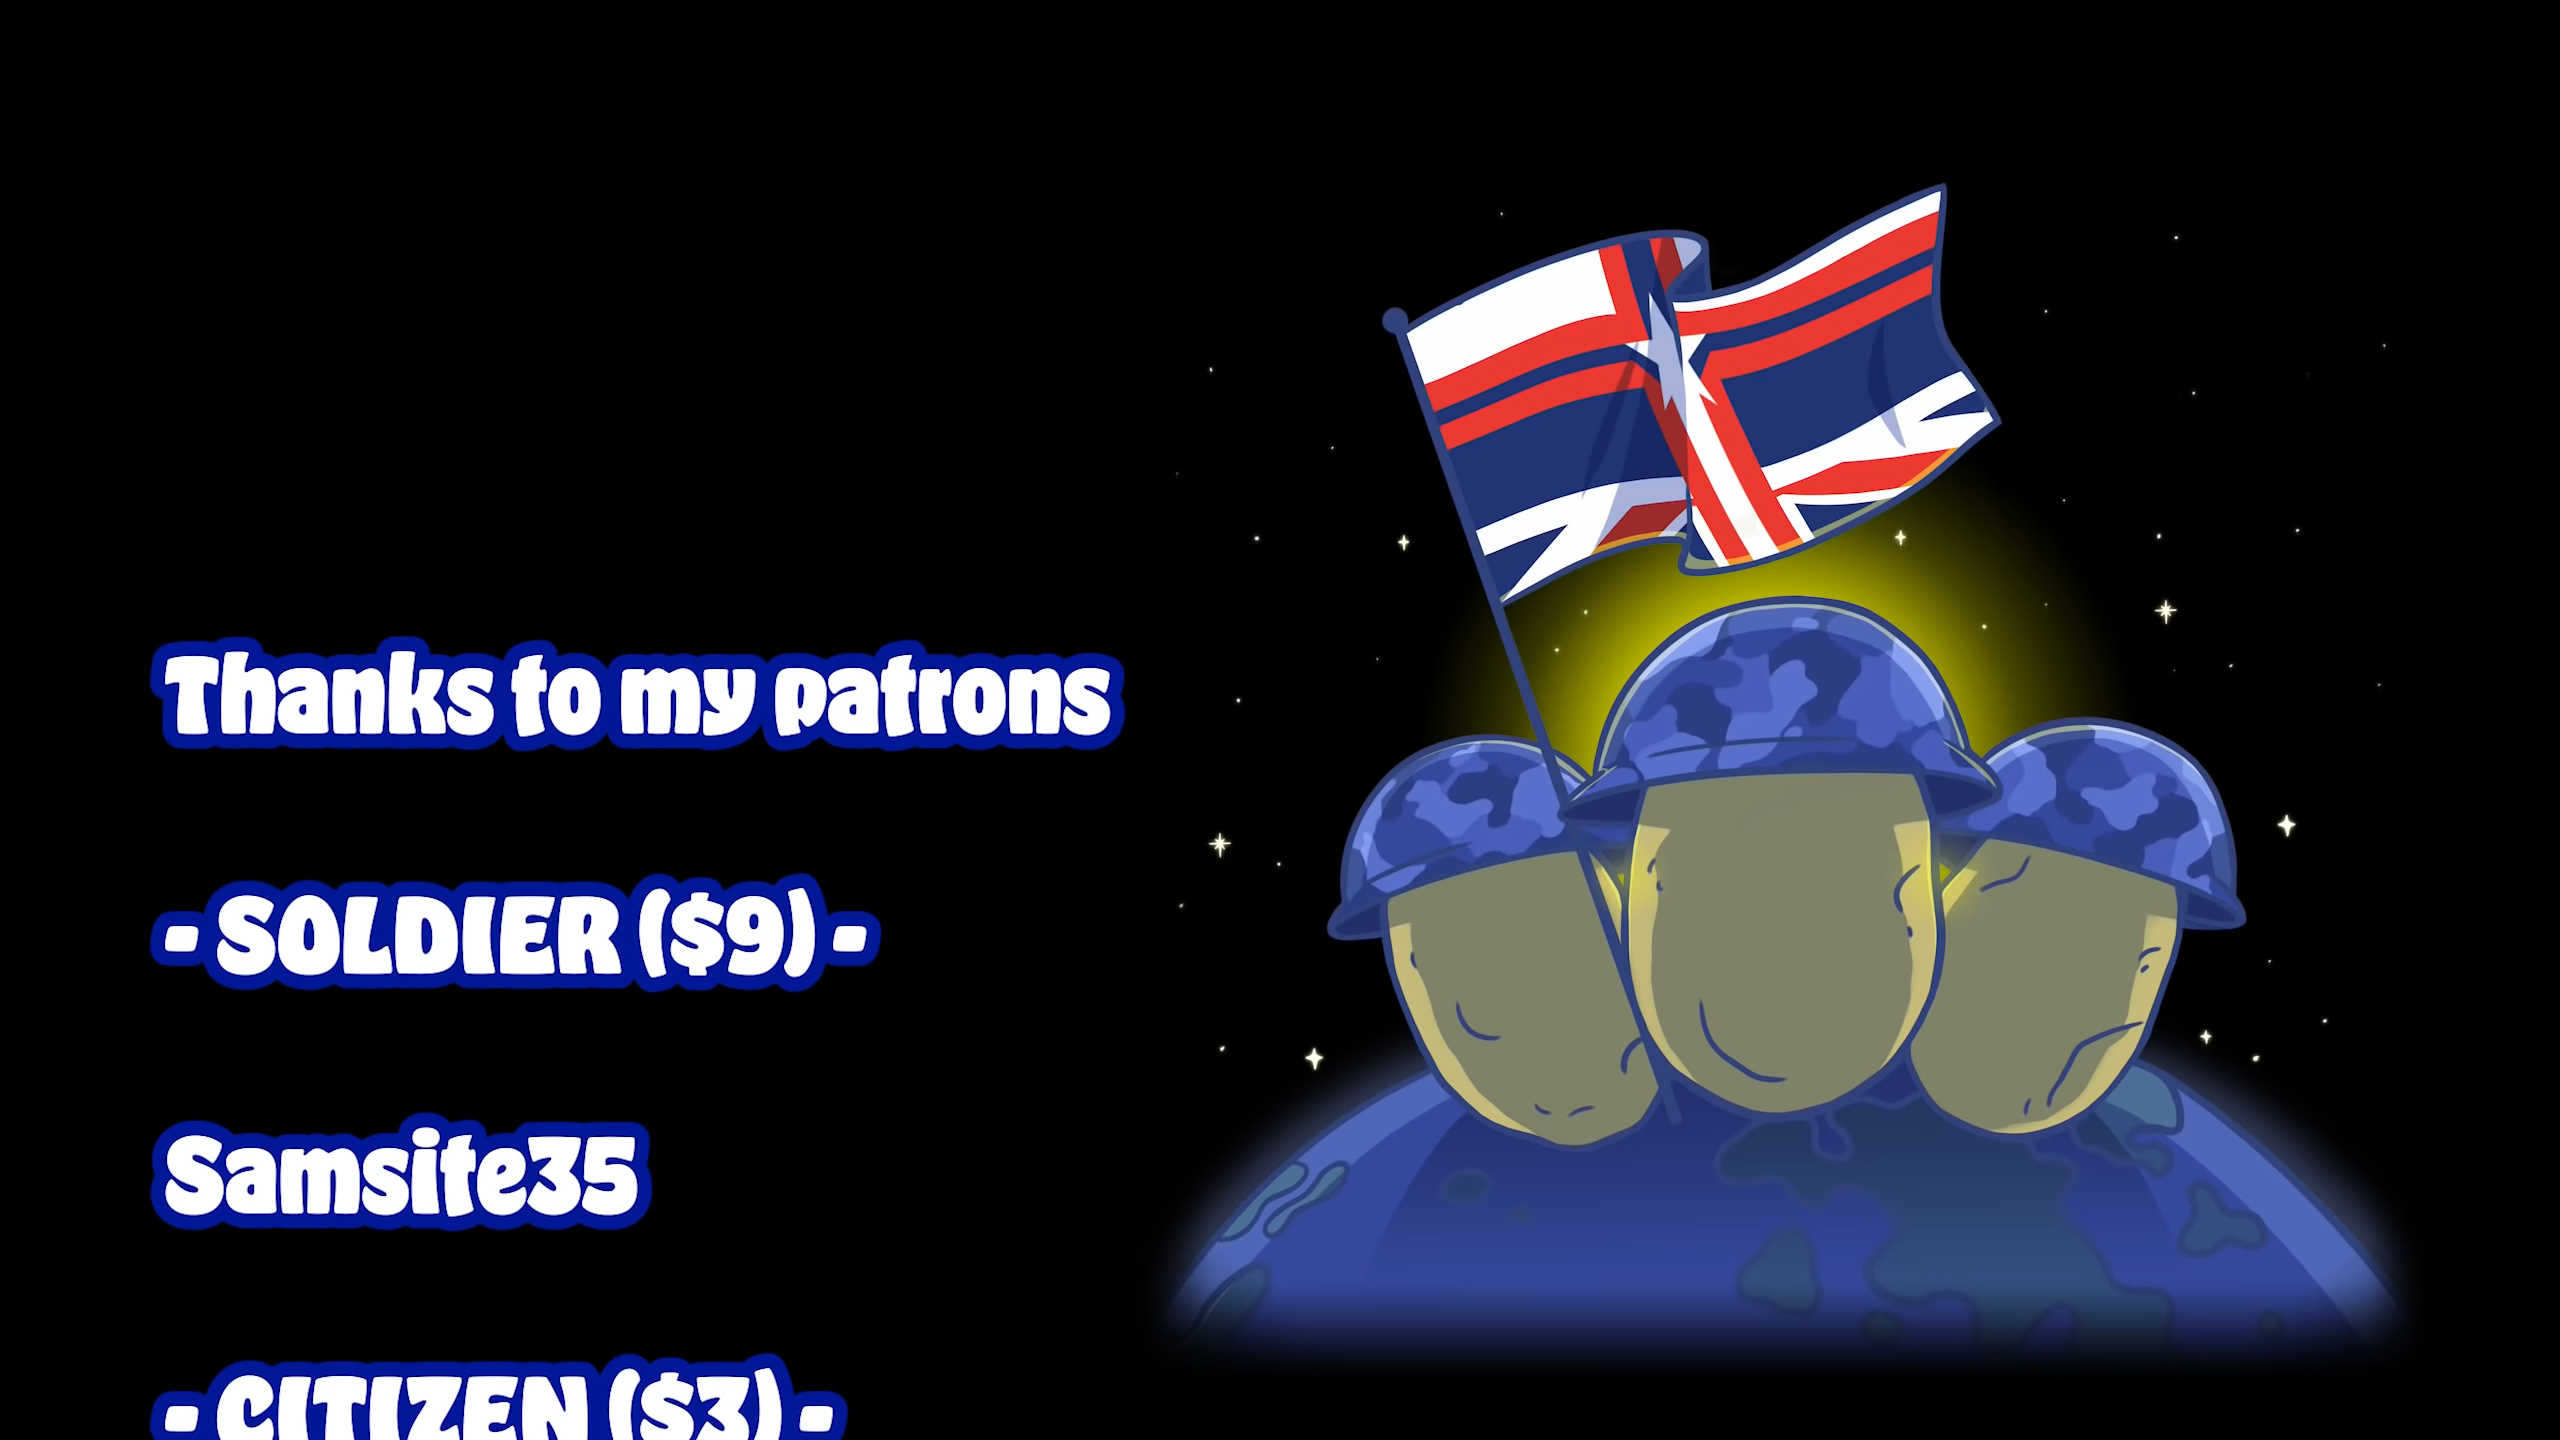 Thanks to my patrons
- SOLDIER ($9) -
Samsite35
- CITIZEN ($3) -